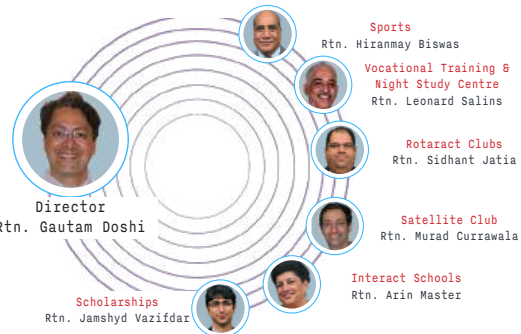 Sports
Rtn. Hiranmay Biswas
Vocational Training &
Night Study Centre
Rtn. Leonard Salins
Rotaract Clubs
Rtn. Sidhant Jatia
Director
Rtn. Gautam Doshi
Satellite Club
Rtn. Murad Currawala
Interact Schools
Rtn. Arin Master
Scholarships
Rtn. Jamshyd Vazifdar